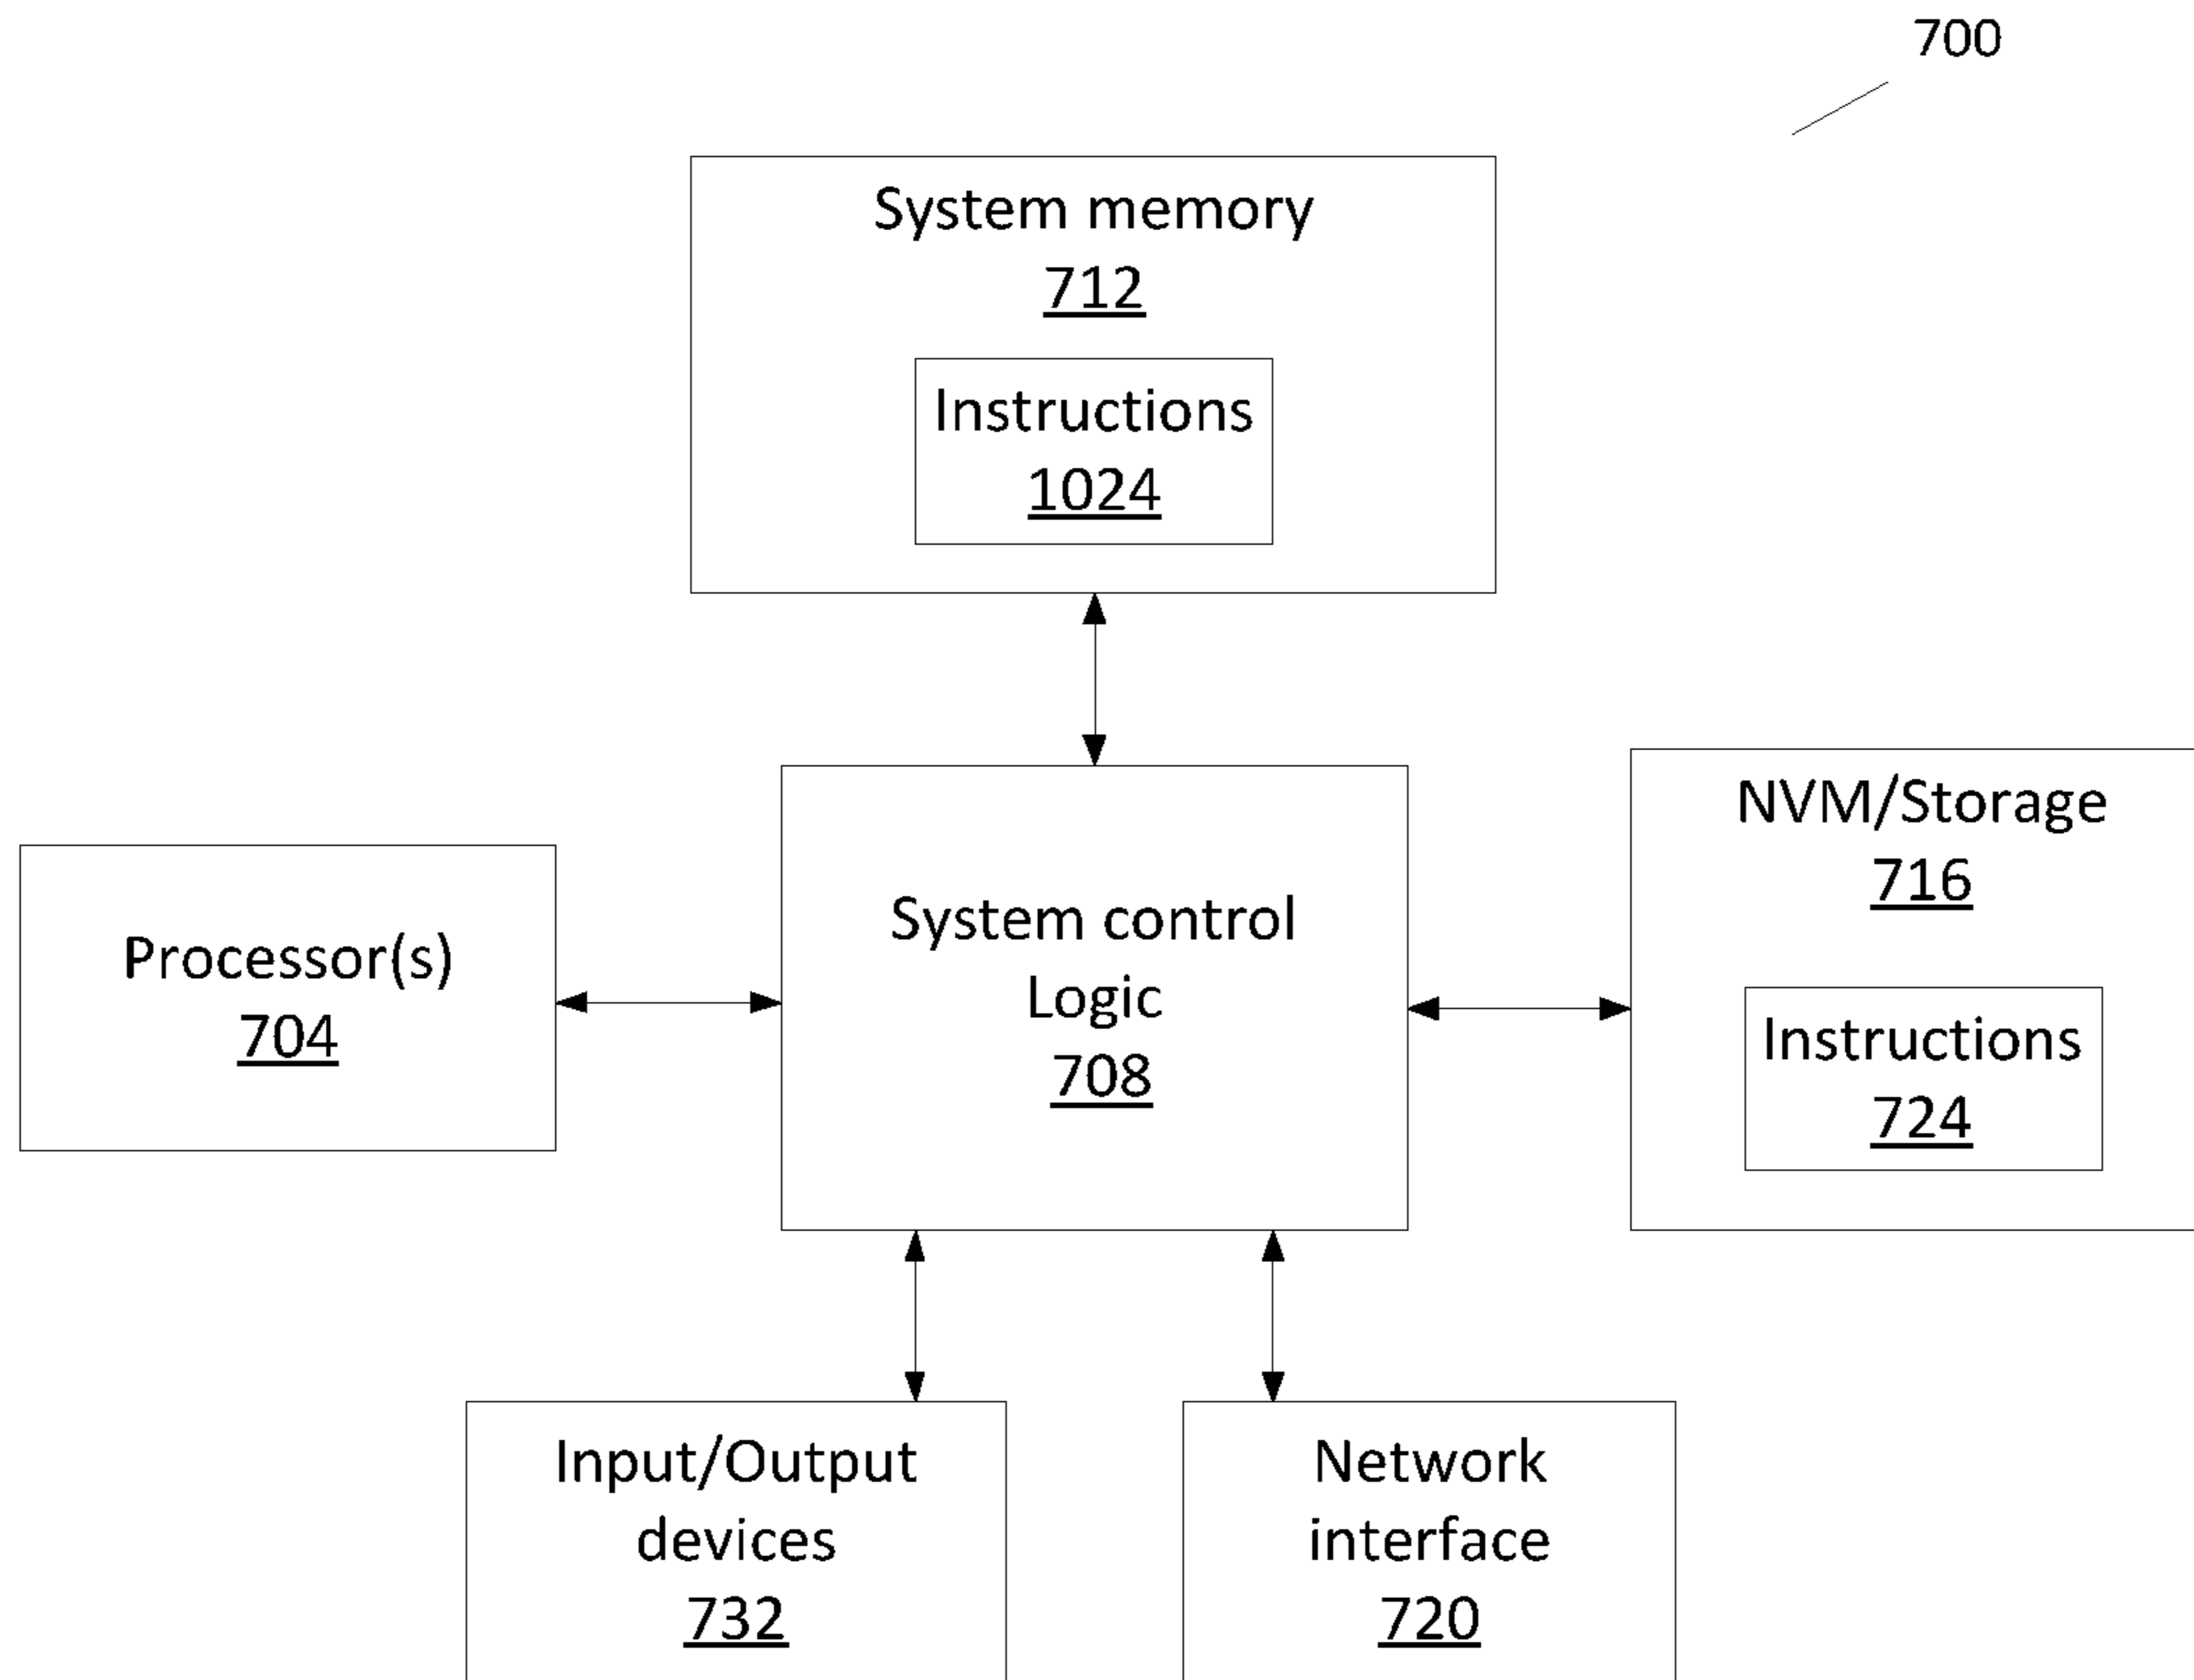 700
System memory
712
Instructions
1024
NVM/Storage
716
Instructions
724
System control
Logic
708
Processor(s)
704
Input/Output
devices
732
Network
interface
720